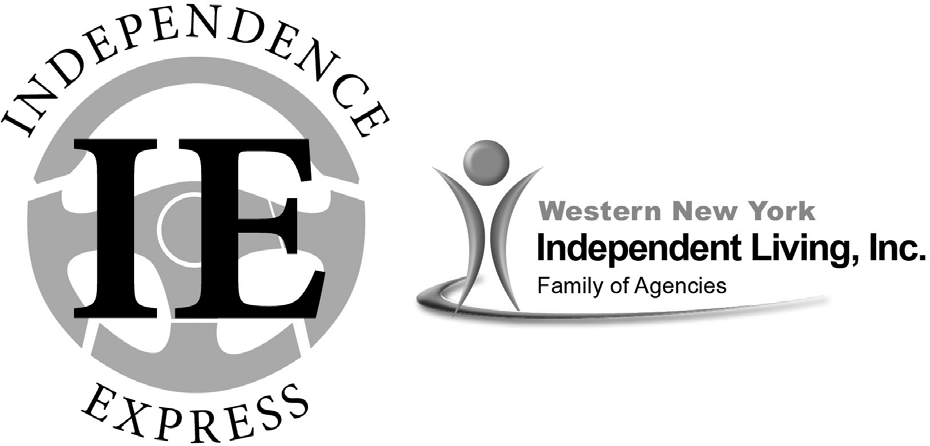 INDEPENDENCE
IE
EXPRESS
Western New York
Independent Living, Inc.
Family of Agencies